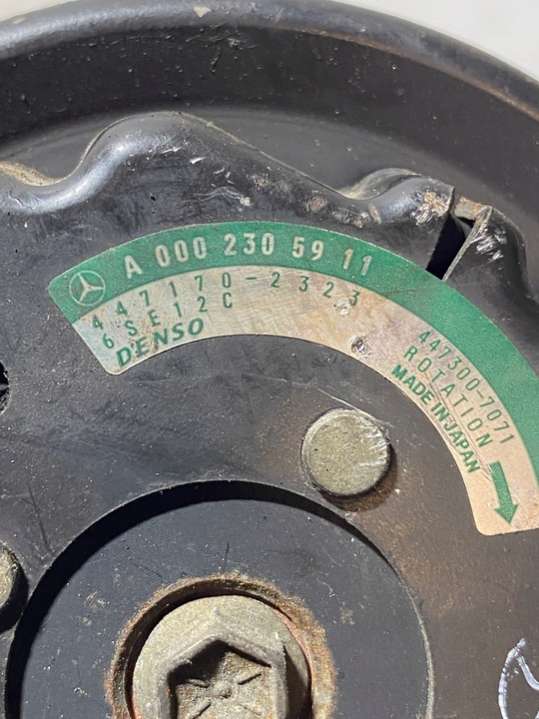 A 000 230 59 11
447170-2323
6SE12C
DENSO
447300-7071
ROTATION
MADE IN JAPAN